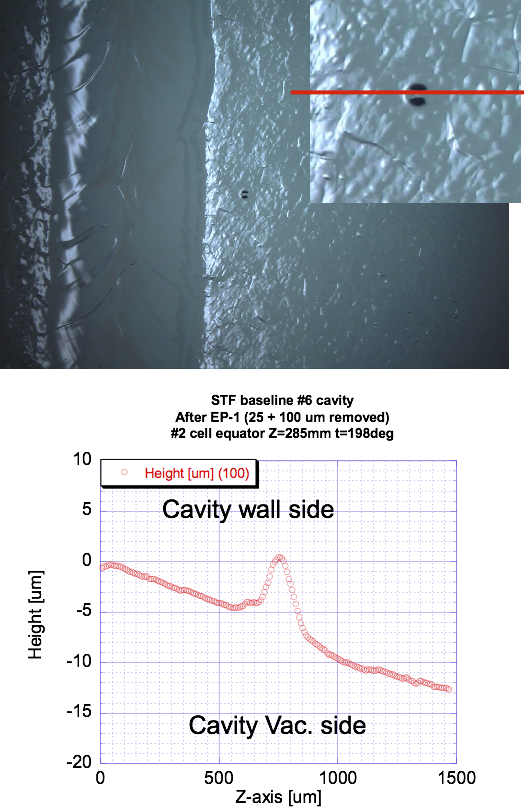 STF baseline #6 cavity
After EP-1 (25 + 100 um removed)
#2 cell equator Z=285mm t=198deg
10
Height [um] (100)
Cavity wall side
5
0
-5
-10
-15
-20
Height [um]
Cavity Vac. side
0
500
1000
1500
Z-axis [um]